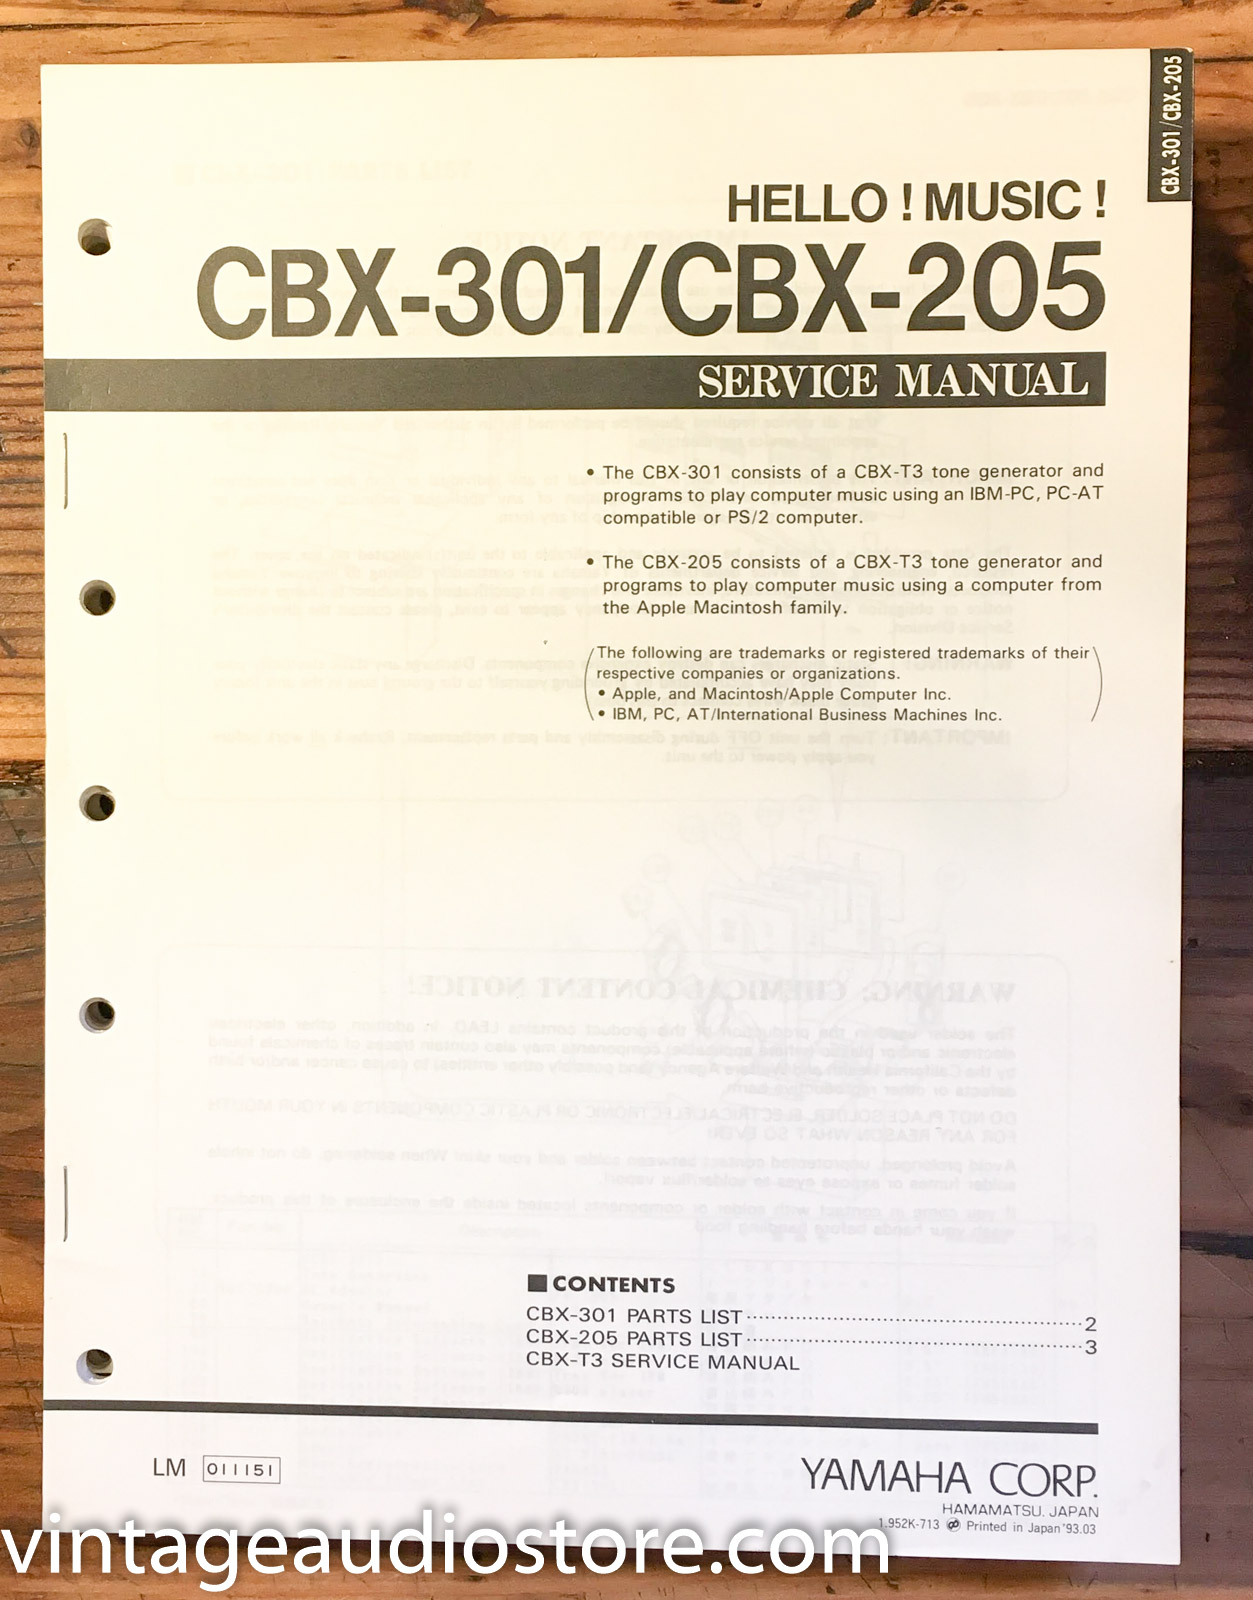 CBX-301/CBX-205
HELLO ! MUSIC !
CBX-301/CBX-205
SERVICE MANUAL
• The CBX-301 consists of a CBX-T3 tone generator and
programs to play computer music using an IBM-PC, PC-AT
compatible or PS/2 computer.
• The CBX-205 consists of a CBX-T3 tone generator and
programs to play computer music using a computer from
the Apple Macintosh family.
The following are trademarks or registered trademarks of their
respective companies or organizations.
• Apple, and Macintosh/Apple Computer Inc.
• IBM, PC, AT/International Business Machines Inc.
■ CONTENTS
CBX-301 PARTS LIST ........................................................ 2
CBX-205 PARTS LIST ........................................................ 3
CBX-T3 SERVICE MANUAL
LM 011151
YAMAHA CORP.
HAMAMATSU, JAPAN
1.952K-713 Printed in Japan '93.03
vintageaudiostore.com